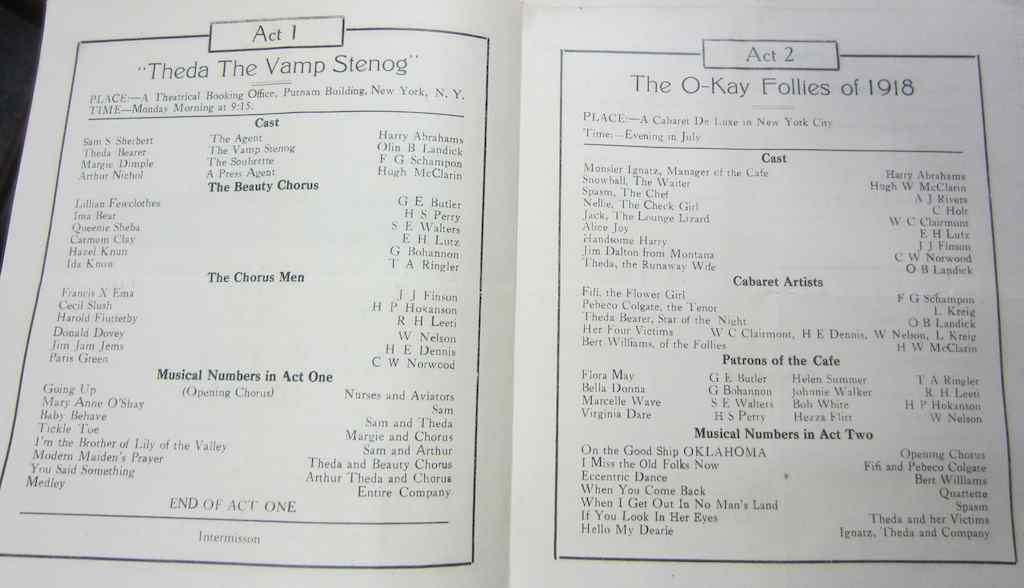 Act 1
"Theda The Vamp Stenog"
PLACE:—A Theatrical Booking Office, Putnam Building, New York, N. Y.
TIME—Monday Morning at 9:15.
Cast
Sam S Sherbert The Agent Harry Abrahams
Theda Bearer The Vamp Stenog Olin B Landick
Margie Dimple The Soubrette F G Schampon
Arthur Nichol A Press Agent Hugh McClarin
The Beauty Chorus
Lillian Fewclothes G E Butler
Ima Bear H S Perry
Queenie Sheba S E Walters
Carmom Clay E H Lutz
Hazel Knutt G Bohannon
Ida Know T A Ringler
The Chorus Men
Francis X Ema J J Finson
Cecil Slush H P Hokanson
Harold Flutterby R H Leeti
Donald Dovey W Nelson
Jim Jam Jems H E Dennis
Paris Green C W Norwood
Musical Numbers in Act One
Going Up (Opening Chorus) Nurses and Aviators
Mary Anne O'Shay Sam
Baby Behave Sam and Theda
Tickle Toe Margie and Chorus
I'm the Brother of Lily of the Valley Sam and Arthur
Modern Maiden's Prayer Theda and Beauty Chorus
You Said Something Arthur Theda and Chorus
Medley Entire Company
END OF ACT ONE
Intermisson
Act 2
The O-Kay Follies of 1918
PLACE:—A Cabaret De Luxe in New York City
Time:—Evening in July
Cast
Monsier Ignatz, Manager of the Cafe Harry Abrahams
Snowball, The Waiter Hugh W McClarin
Spasm, The Chef A J Rivers
Nellie, The Check Girl C Holt
Jack, The Lounge Lizard W C Clairmont
Alice Joy E H Lutz
Handsome Harry J J Finson
Jim Dalton from Montana C W Norwood
Theda, the Runaway Wife O B Landick
Cabaret Artists
Fifi, the Flower Girl F G Schampon
Pebeco Colgate, the Tenor L Kreig
Theda Bearer, Star of the Night O B Landick
Her Four Victims W C Clairmont, H E Dennis, W Nelson, L Kreig
Bert Williams, of the Follies H W McClarin
Patrons of the Cafe
Flora May G E Butler Helen Summer T A Ringler
Bella Donna G Bohannon Johnnie Walker R H Leeti
Marcelle Wave S E Walters Bob White H P Hokanson
Virginia Dare H S Perry Hezza Flirt W Nelson
Musical Numbers in Act Two
On the Good Ship OKLAHOMA Opening Chorus
I Miss the Old Folks Now Fifi and Pebeco Colgate
Eccentric Dance Bert Williams
When You Come Back Quartette
When I Get Out In No Man's Land Spasm
If You Look In Her Eyes Theda and her Victims
Hello My Dearie Ignatz, Theda and Company